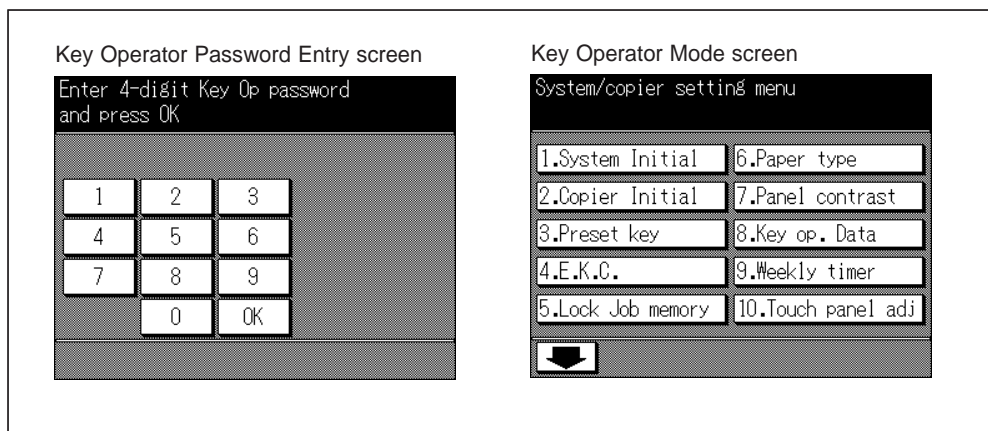 Key Operator Password Entry screen
Enter 4-digit Key Op password
and press OK
1 2 3
4 5 6
7 8 9
0 OK
Key Operator Mode screen
System/copier setting menu
1.System Initial 6.Paper type
2.Copier Initial 7.Panel contrast
3.Preset key 8.Key op. Data
4.E.K.C. 9.Weekly timer
5.Lock Job memory 10.Touch panel adj